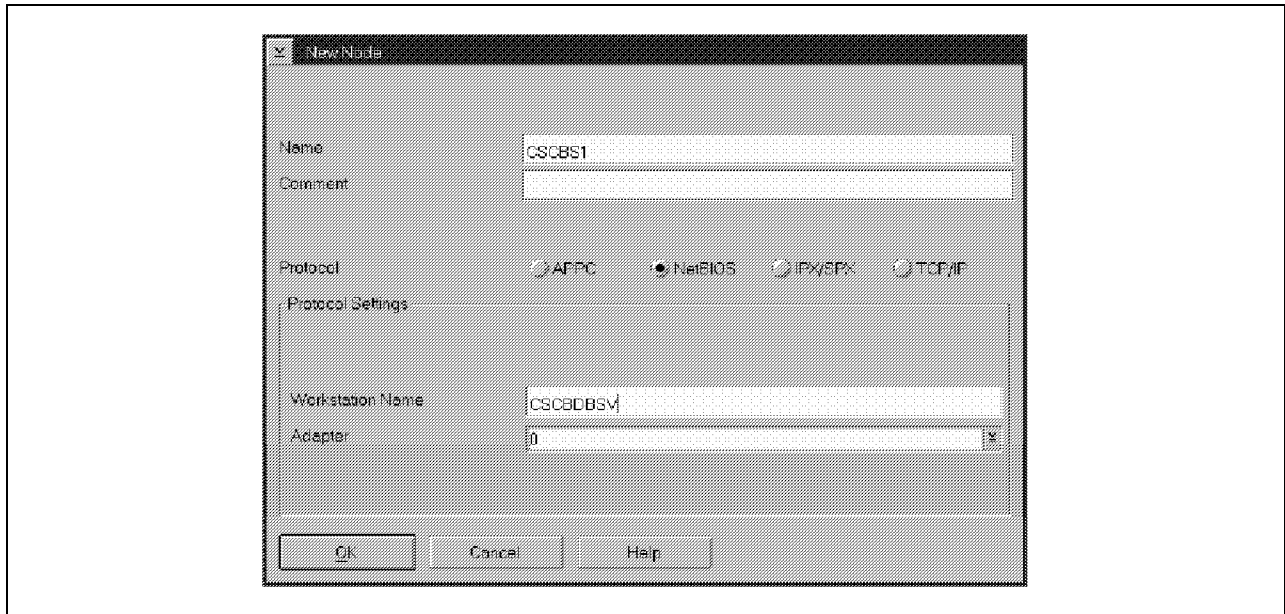 New Node
Name CSCBS1
Comment
Protocol APPC NetBIOS IPX/SPX TCP/IP
Protocol Settings
Workstation Name CSCBDBSV
Adapter 0
OK Cancel Help